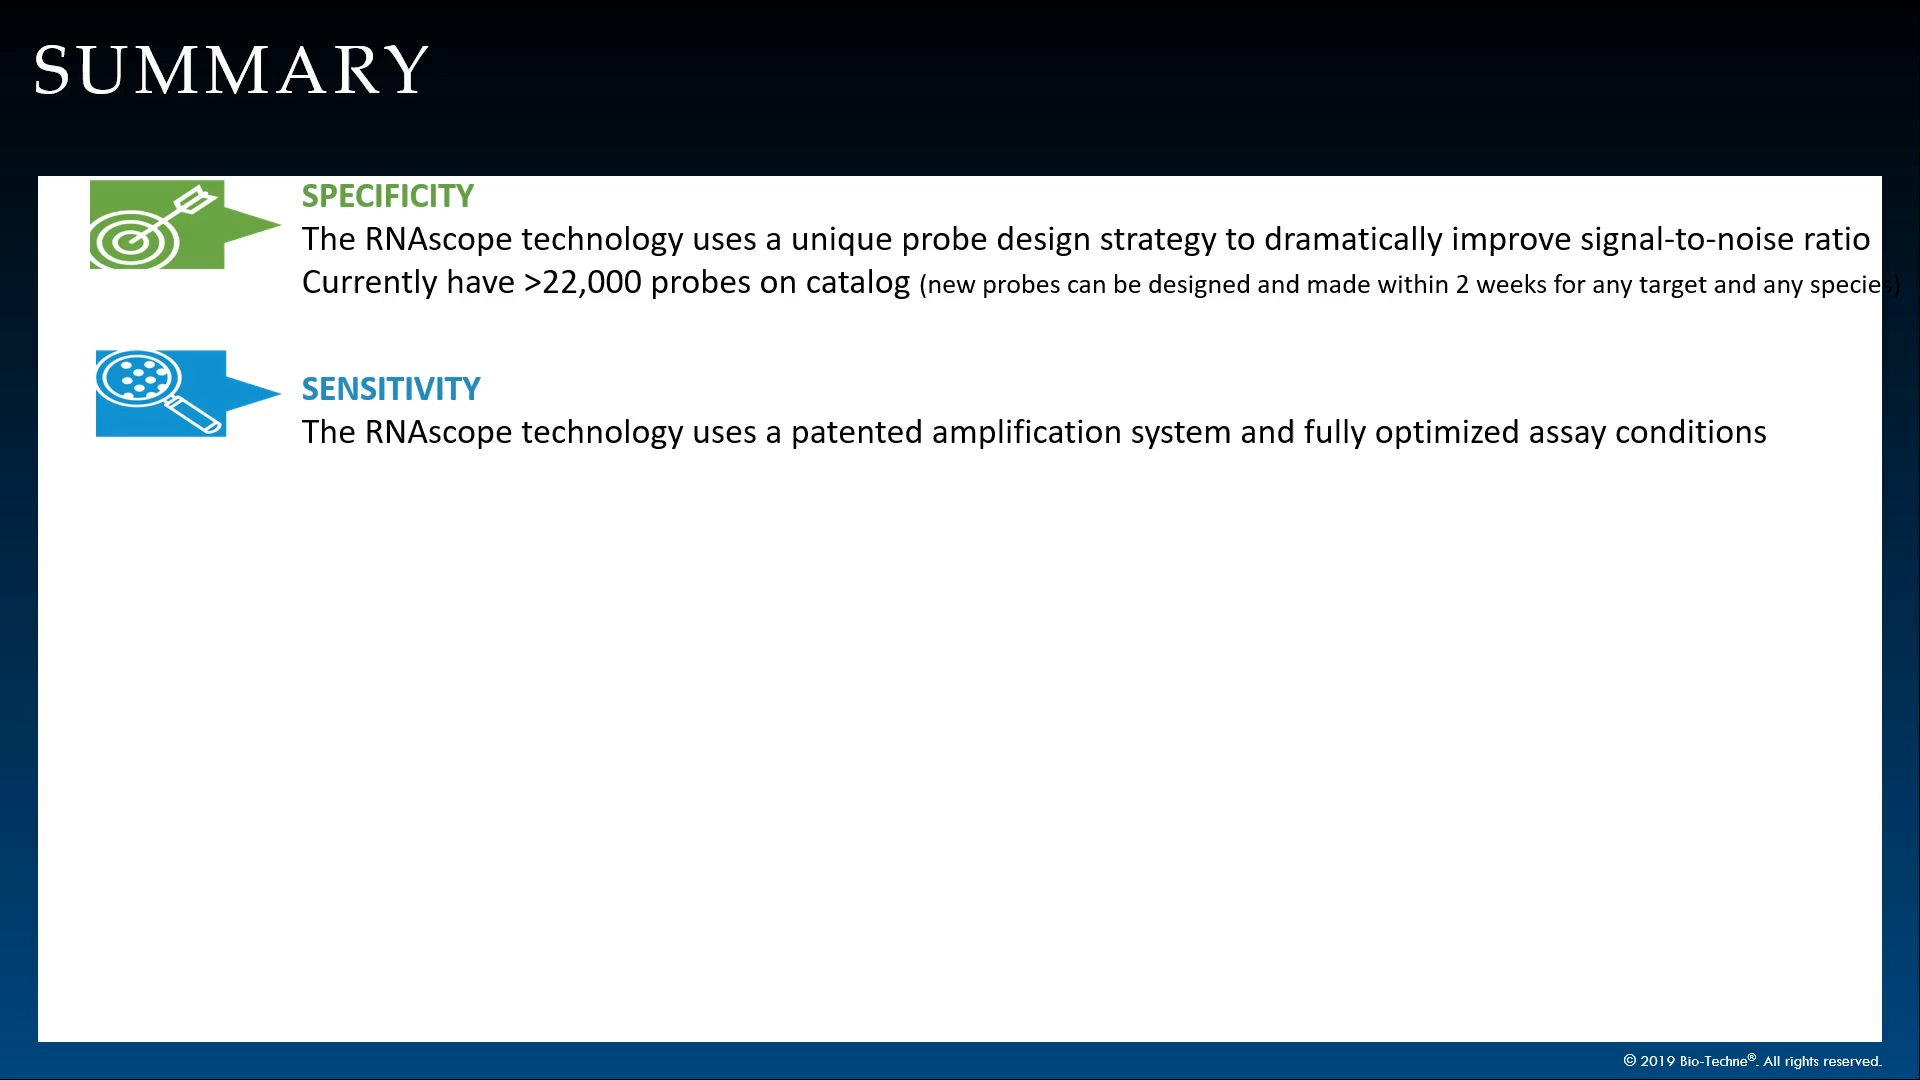 SUMMARY
SPECIFICITY
The RNAscope technology uses a unique probe design strategy to dramatically improve signal-to-noise ratio
Currently have >22,000 probes on catalog (new probes can be designed and made within 2 weeks for any target and any species)
SENSITIVITY
The RNAscope technology uses a patented amplification system and fully optimized assay conditions
© 2019 Bio-Techne®. All rights reserved.